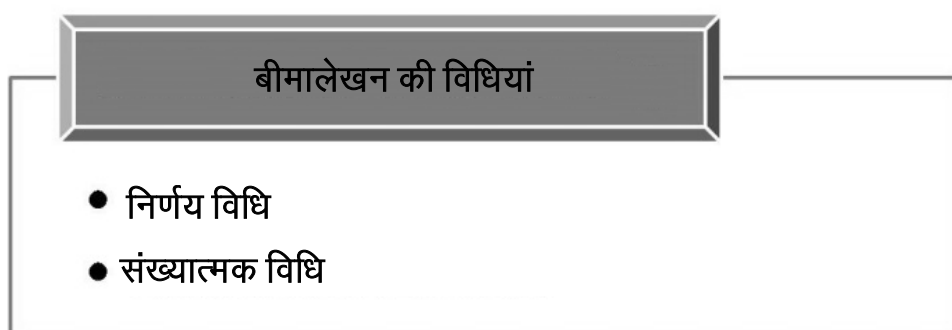 बीमालेखन की विधियां
निर्णय विधि
संख्यात्मक विधि